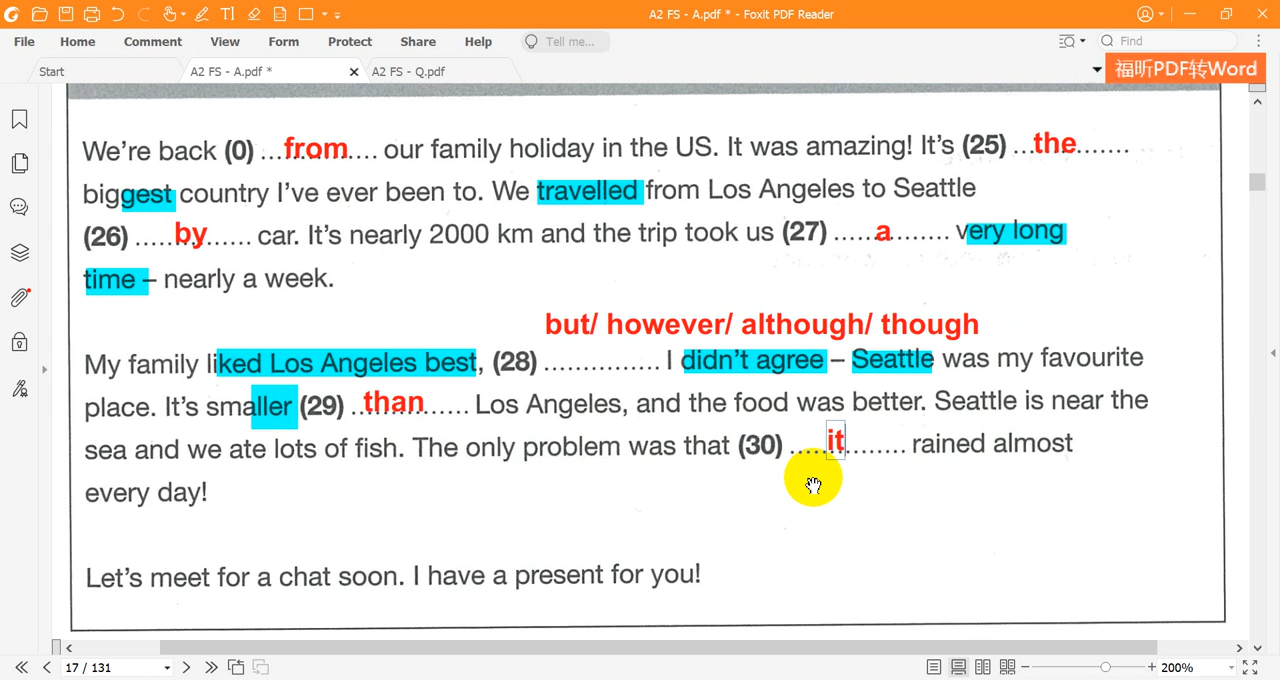 A2 FS - A.pdf * - Foxit PDF Reader
File Home Comment View Form Protect Share Help Tell me... Find
Start A2 FS - A.pdf * A2 FS - Q.pdf 福昕PDF转Word
We're back (0) ...from... our family holiday in the US. It was amazing! It's (25) ...the...
biggest country I've ever been to. We travelled from Los Angeles to Seattle
(26) ...by... car. It's nearly 2000 km and the trip took us (27) ...a... very long
time – nearly a week.
but/ however/ although/ though
My family liked Los Angeles best, (28) ............... I didn't agree – Seattle was my favourite
place. It's smaller (29) ...than... Los Angeles, and the food was better. Seattle is near the
sea and we ate lots of fish. The only problem was that (30) ...it... rained almost
every day!
Let's meet for a chat soon. I have a present for you!
17 / 131 200%